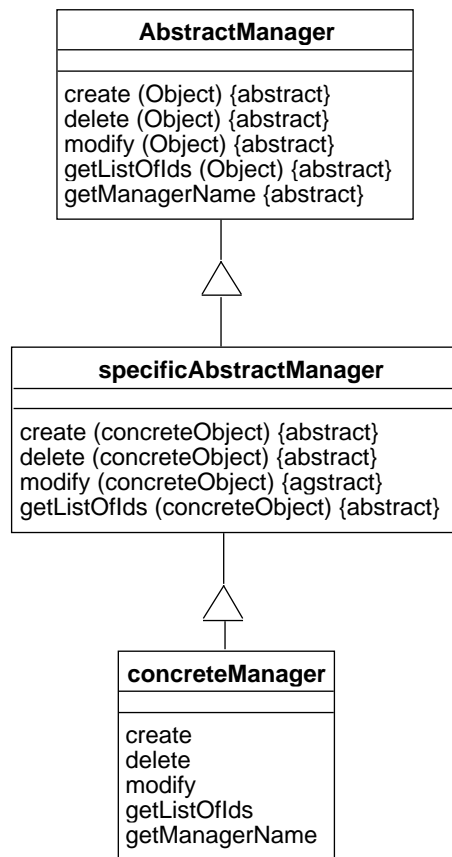 AbstractManager
create (Object) {abstract}
delete (Object) {abstract}
modify (Object) {abstract}
getListOfIds (Object) {abstract}
getManagerName {abstract}
specificAbstractManager
create (concreteObject) {abstract}
delete (concreteObject) {abstract}
modify (concreteObject) {agstract}
getListOfIds (concreteObject) {abstract}
concreteManager
create
delete
modify
getListOfIds
getManagerName